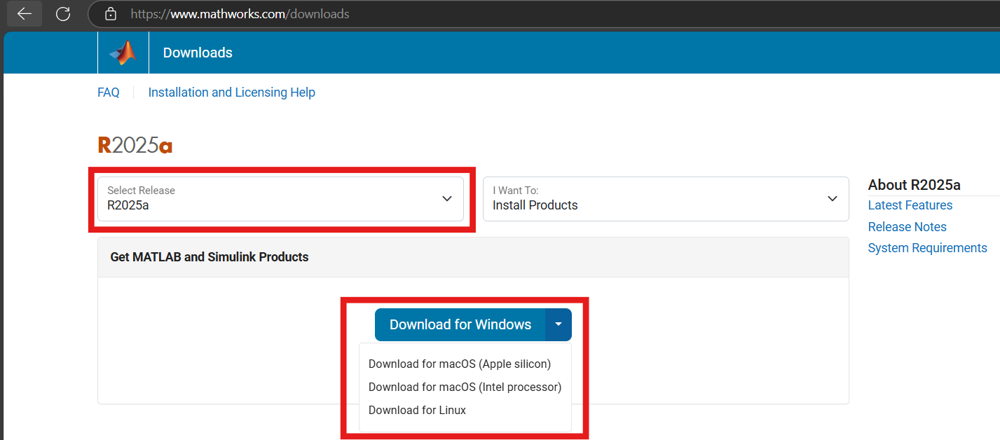 https://www.mathworks.com/downloads
Downloads
FAQ
Installation and Licensing Help
R2025a
Select Release
R2025a
I Want To:
Install Products
About R2025a
Latest Features
Release Notes
System Requirements
Get MATLAB and Simulink Products
Download for Windows
Download for macOS (Apple silicon)
Download for macOS (Intel processor)
Download for Linux